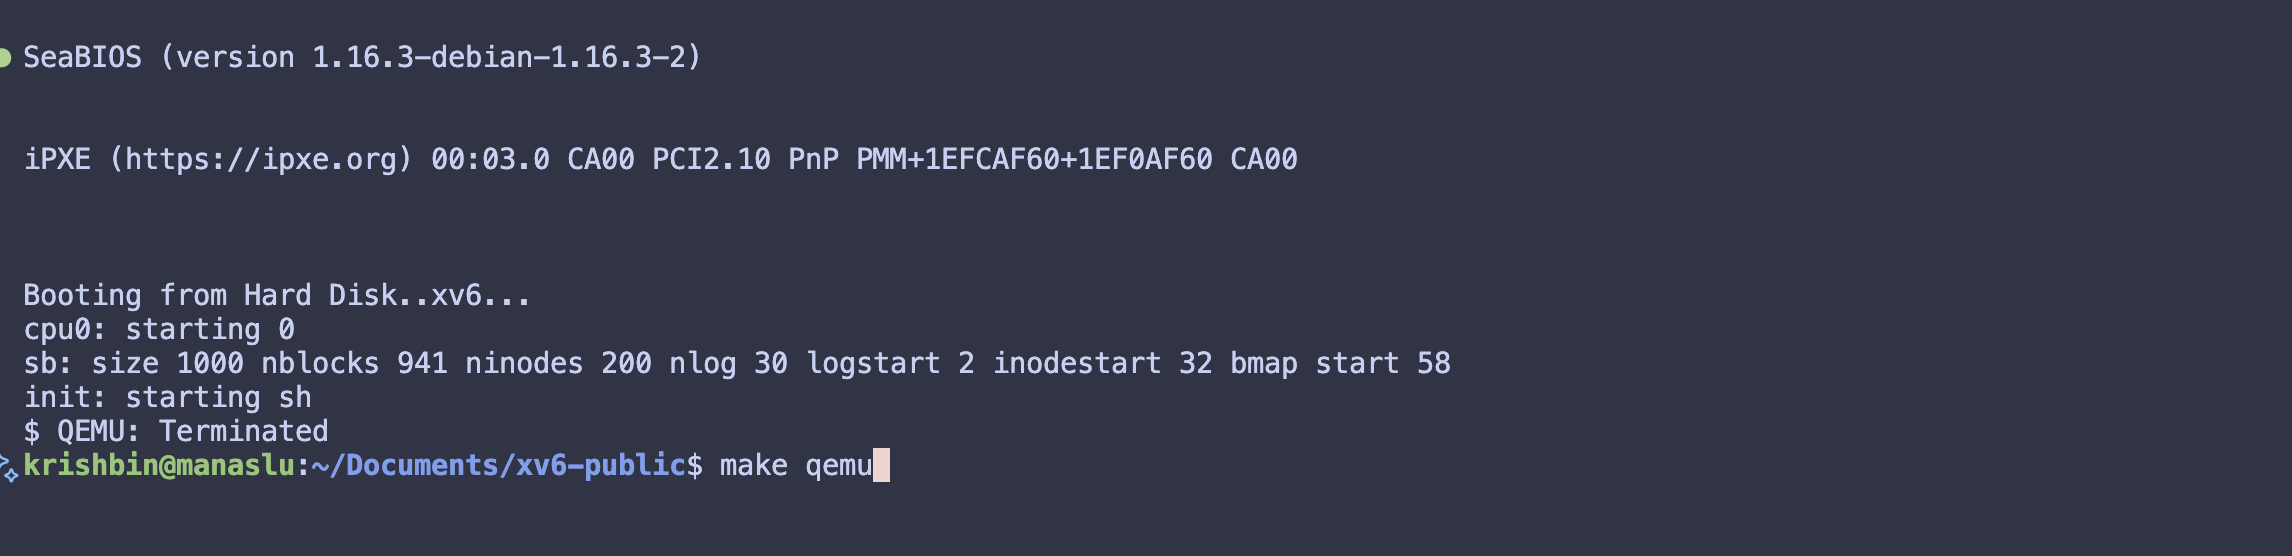 SeaBIOS (version 1.16.3-debian-1.16.3-2)
iPXE (https://ipxe.org) 00:03.0 CA00 PCI2.10 PnP PMM+1EFCAF60+1EF0AF60 CA00
Booting from Hard Disk..xv6...
cpu0: starting 0
sb: size 1000 nblocks 941 ninodes 200 nlog 30 logstart 2 inodestart 32 bmap start 58
init: starting sh
$ QEMU: Terminated
krishbin@manaslu:~/Documents/xv6-public$ make qemu